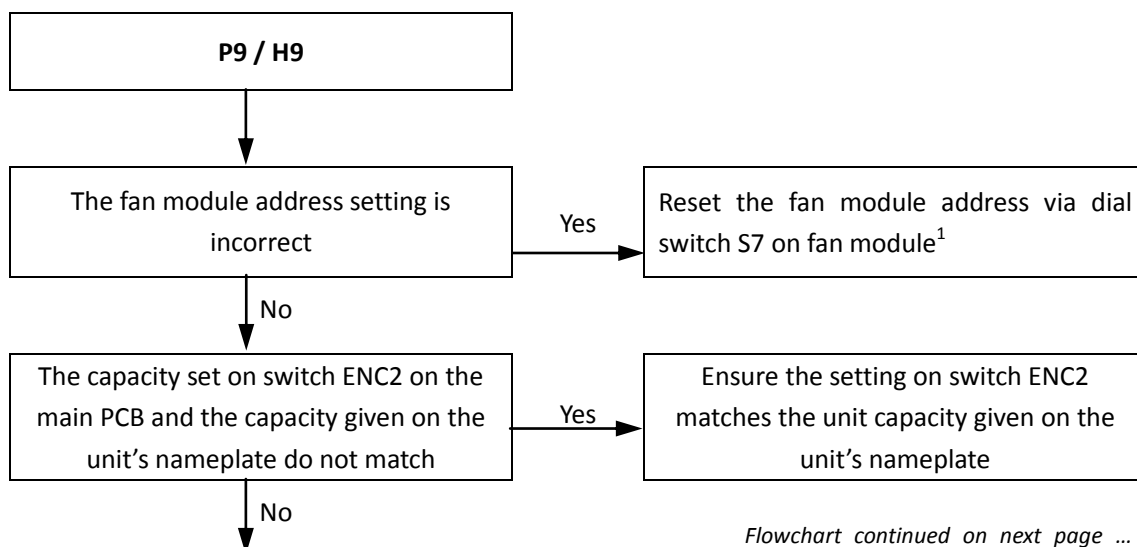 P9 / H9
The fan module address setting is
incorrect
Yes
Reset the fan module address via dial
switch S7 on fan module¹
No
The capacity set on switch ENC2 on the
main PCB and the capacity given on the
unit’s nameplate do not match
Yes
Ensure the setting on switch ENC2
matches the unit capacity given on the
unit’s nameplate
No
Flowchart continued on next page …